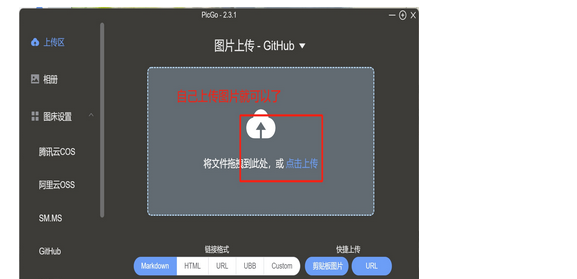 PicGo - 2.3.1
上传区
图片上传 - GitHub
相册
自己上传图片就可以了
图床设置
腾讯云COS
将文件拖拽到此处，或 点击上传
阿里云OSS
SM.MS
GitHub
链接格式
快捷上传
Markdown HTML URL UBB Custom
剪贴板图片 URL